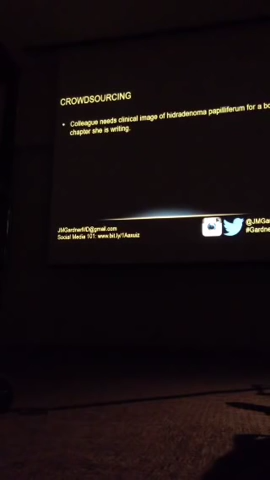 CROWDSOURCING
• Colleague needs clinical image of hidradenoma papilliferum for a bo
chapter she is writing.
JMGardnerMD@gmail.com
Social Media 101: www.bit.ly/1Aasuiz
@JMGa
#Gardne